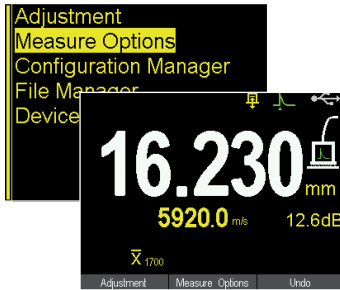 Adjustment
Measure Options
Configuration Manager
File Manager
Device
16.230 mm
5920.0 m/s 12.6dB
X̅ 1700
Adjustment Measure Options Undo